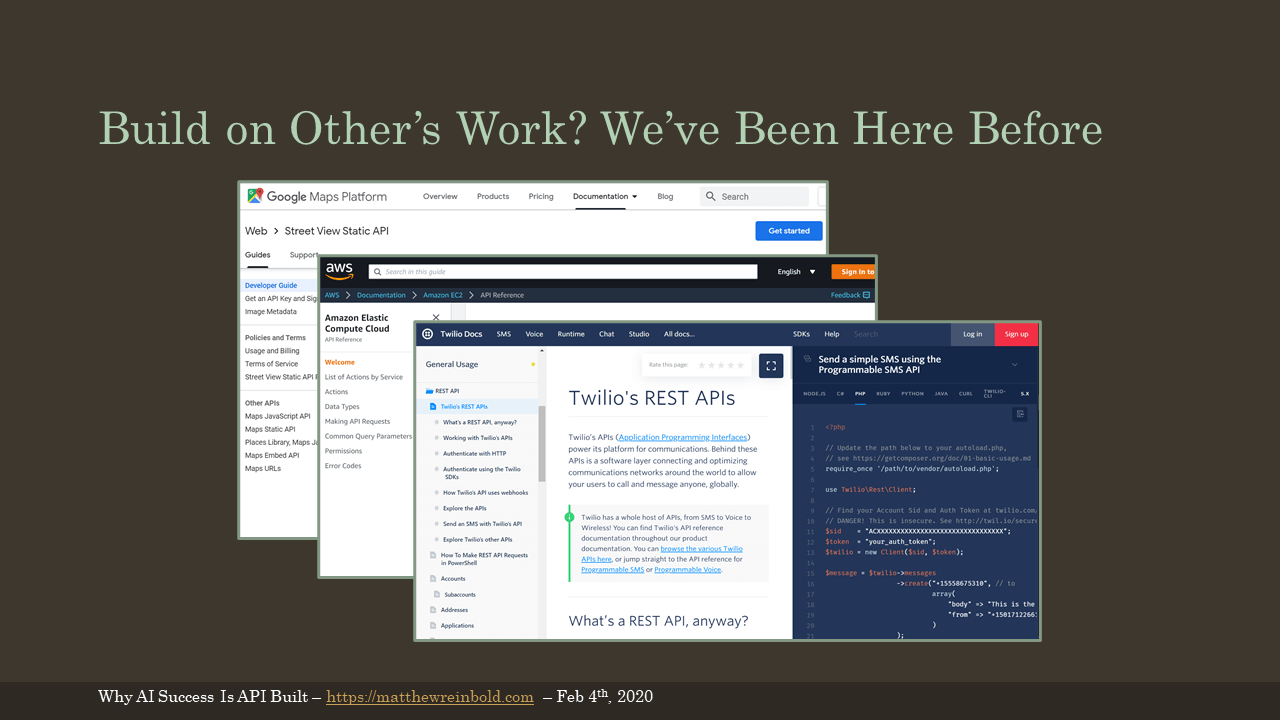 Build on Other’s Work? We’ve Been Here Before
Google Maps Platform Overview Products Pricing Documentation Blog Search
Web > Street View Static API Get started
Guides Support
Developer Guide
Get an API Key and Sig
Image Metadata
Policies and Terms
Usage and Billing
Terms of Service
Street View Static API
Other APIs
Maps JavaScript API
Maps Static API
Places Library, Maps
Maps Embed API
Maps URLs
aws Search in this guide English Sign In to
AWS > Documentation > Amazon EC2 > API Reference Feedback
Amazon Elastic
Compute Cloud
API Reference
Welcome
List of Actions by Service
Actions
Data Types
Making API Requests
Common Query Parameters
Permissions
Error Codes
Twilio Docs SMS Voice Runtime Chat Studio All docs... SDKs Help Search Log in Sign up
General Usage
REST API
Twilio's REST APIs
What's a REST API, anyway?
Working with Twilio's APIs
Authenticate with HTTP
Authenticate using the Twilio
SDKs
How Twilio's API uses webhooks
Explore the APIs
Send an SMS with Twilio's API
Explore Twilio's other APIs
How To Make REST API Requests
in PowerShell
Accounts
Subaccounts
Addresses
Applications
Rate this page:
Twilio's REST APIs
Twilio's APIs (Application Programming Interfaces)
power its platform for communications. Behind these
APIs is a software layer connecting and optimizing
communications networks around the world to allow
your users to call and message anyone, globally.
Twilio has a whole host of APIs, from SMS to Voice to
Wireless! You can find Twilio's API reference
documentation throughout our product
documentation. You can browse the various Twilio
APIs here, or jump straight to the API reference for
Programmable SMS or Programmable Voice.
What's a REST API, anyway?
Send a simple SMS using the
Programmable SMS API
NODE.JS C# PHP RUBY PYTHON JAVA CURL TWILIO-CLI 5.X
1 <?php
2
3 // Update the path below to your autoload.php,
4 // see https://getcomposer.org/doc/01-basic-usage.md
5 require_once '/path/to/vendor/autoload.php';
6
7 use Twilio\Rest\Client;
8
9 // Find your Account Sid and Auth Token at twilio.com
10 // DANGER! This is insecure. See http://twil.io/secure
11 $sid = "ACXXXXXXXXXXXXXXXXXXXXXXXXXXXXXXXX";
12 $token = "your_auth_token";
13 $twilio = new Client($sid, $token);
14
15 $message = $twilio->messages
16 ->create("+15558675310", // to
17 array(
18 "body" => "This is the
19 "from" => "+1501712266
20 )
21 );
Why AI Success Is API Built – https://matthewreinbold.com – Feb 4th, 2020